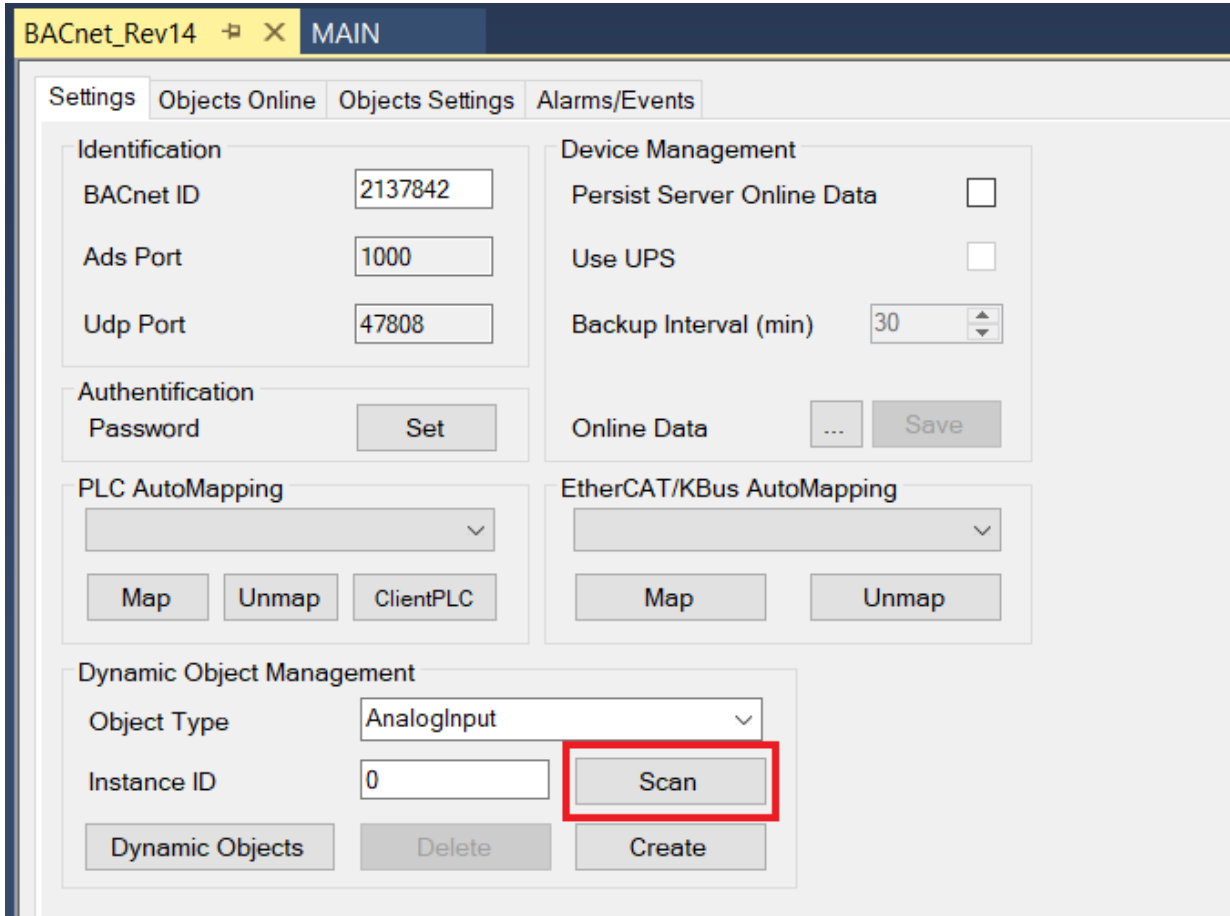 BACnet_Rev14 MAIN
Settings Objects Online Objects Settings Alarms/Events
Identification
BACnet ID 2137842
Ads Port 1000
Udp Port 47808
Authentification
Password Set
Device Management
Persist Server Online Data
Use UPS
Backup Interval (min) 30
Online Data ... Save
PLC AutoMapping
Map Unmap ClientPLC
EtherCAT/KBus AutoMapping
Map Unmap
Dynamic Object Management
Object Type AnalogInput
Instance ID 0 Scan
Dynamic Objects Delete Create